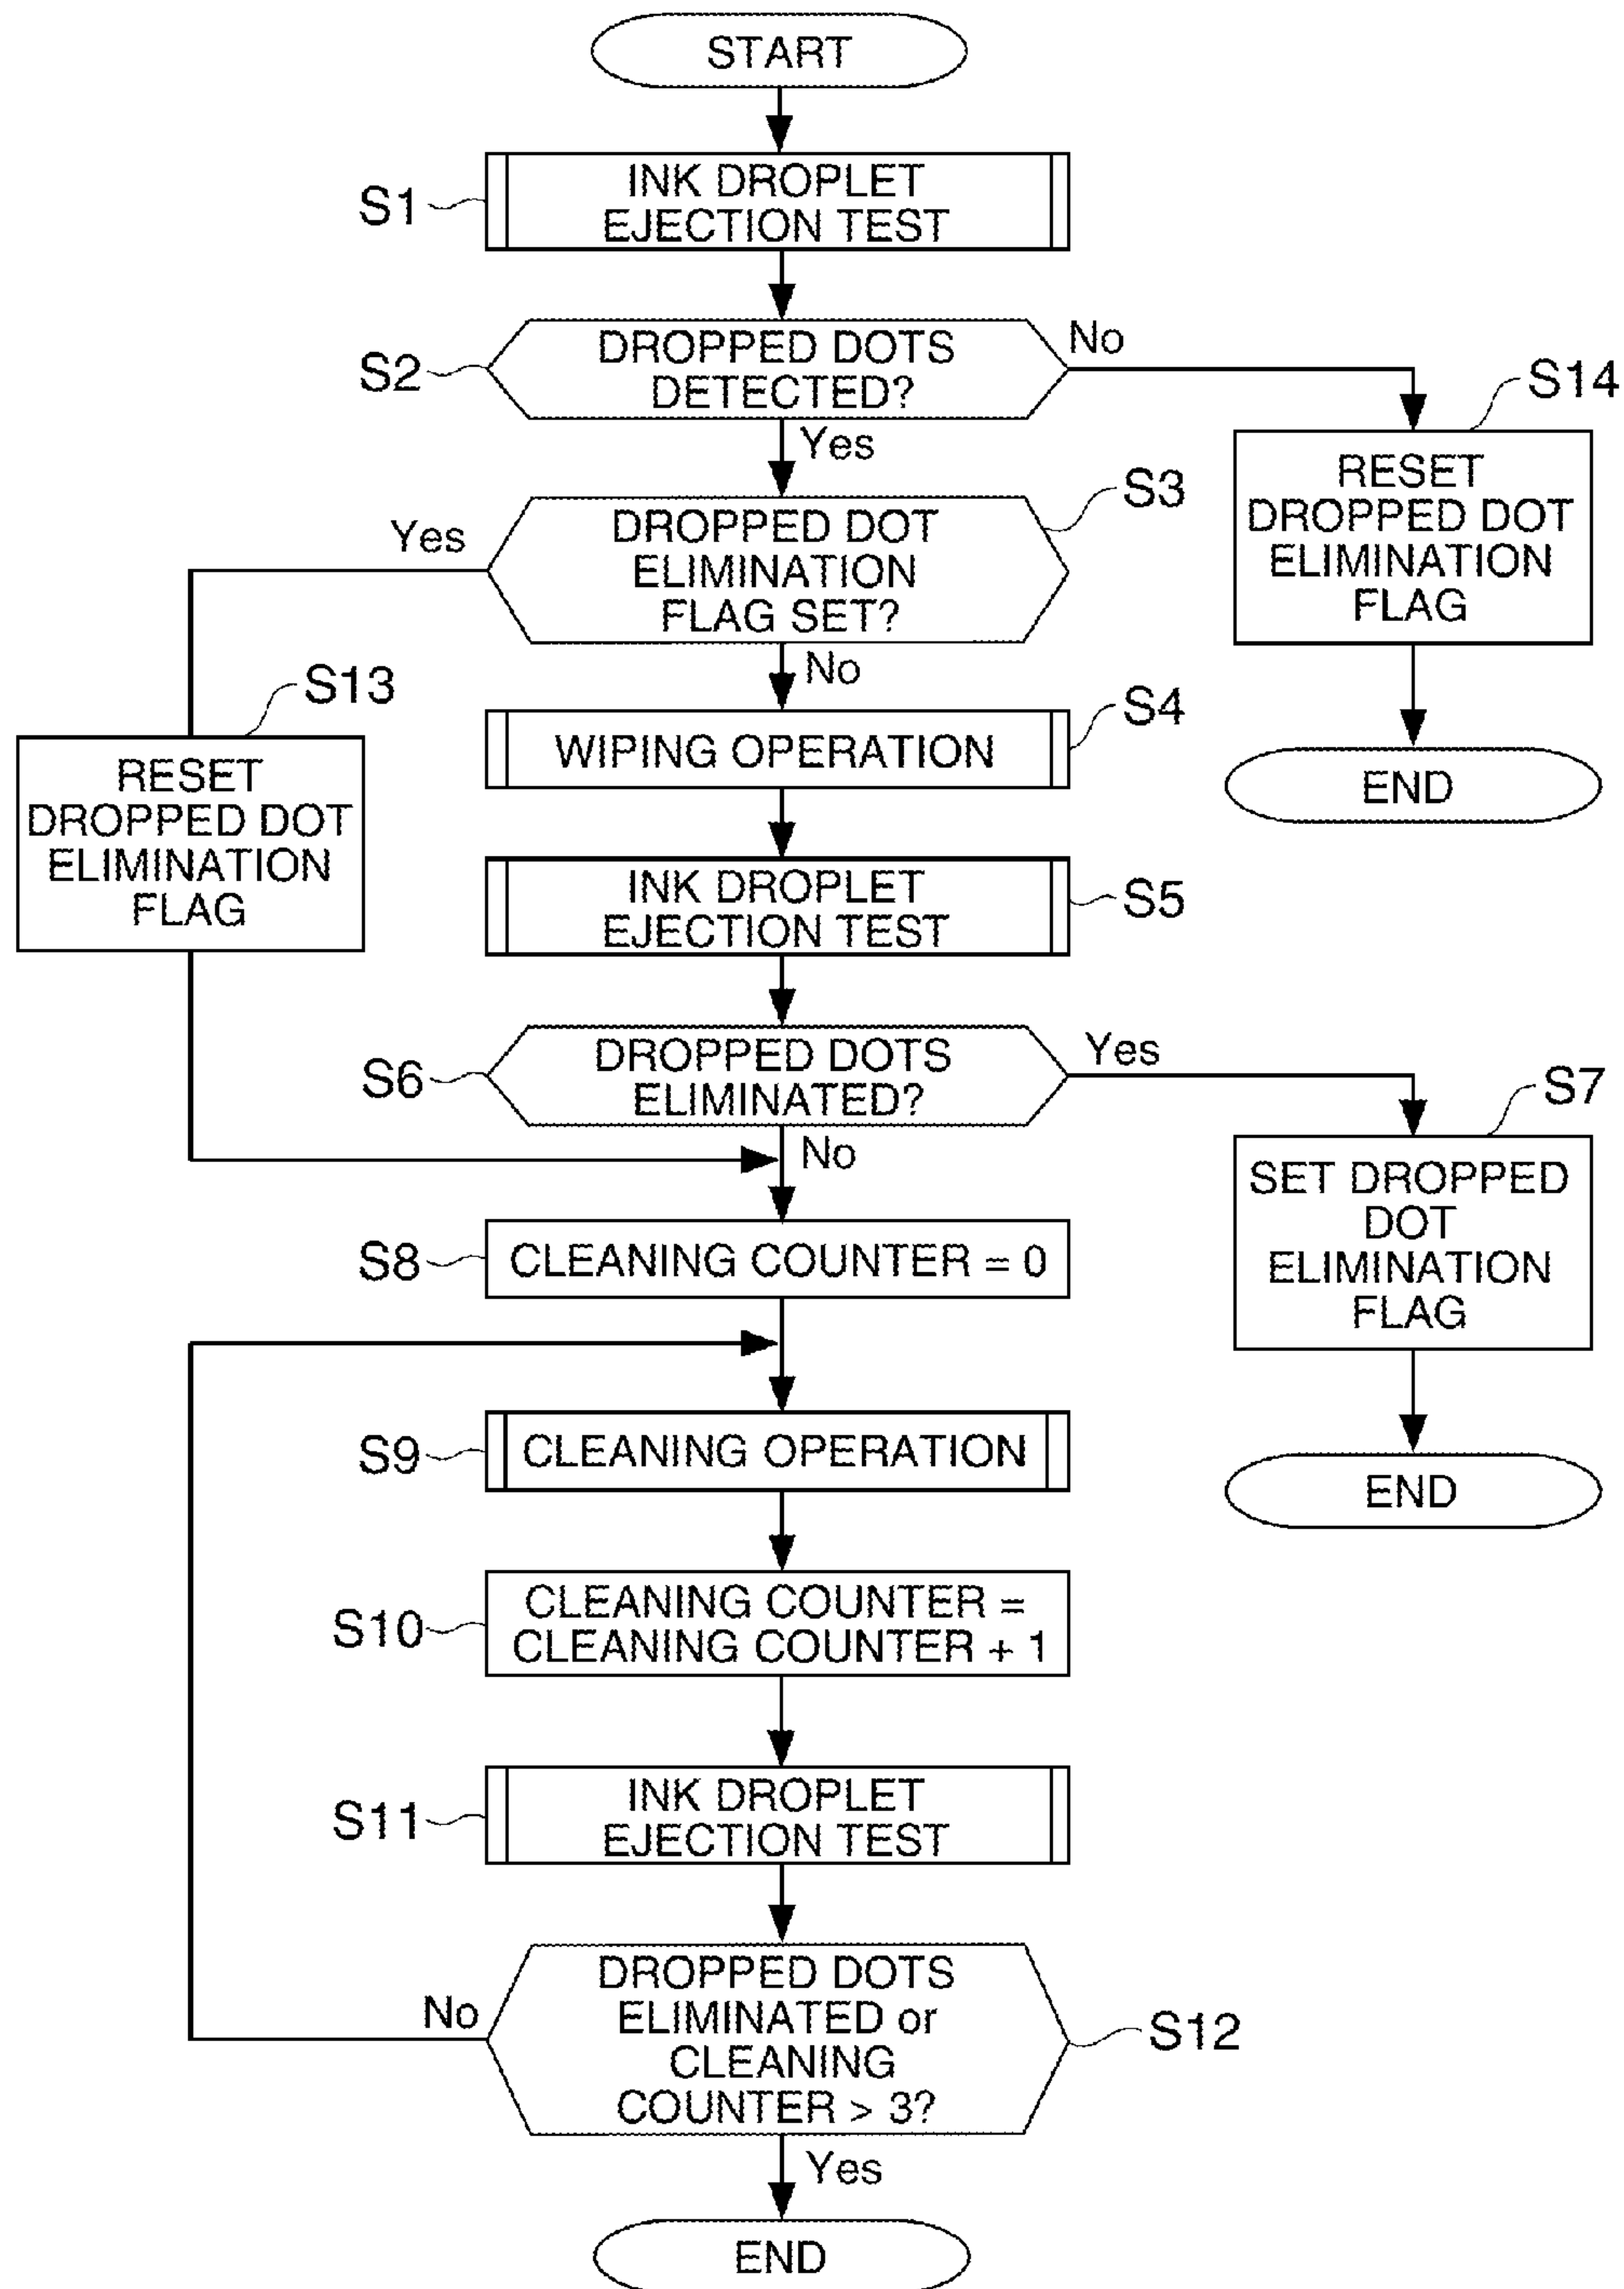 START
S1
INK DROPLET
EJECTION TEST
S2
DROPPED DOTS
DETECTED?
No
Yes
S14
RESET
DROPPED DOT
ELIMINATION
FLAG
END
S3
DROPPED DOT
ELIMINATION
FLAG SET?
Yes
No
S13
RESET
DROPPED DOT
ELIMINATION
FLAG
S4
WIPING OPERATION
S5
INK DROPLET
EJECTION TEST
S6
DROPPED DOTS
ELIMINATED?
Yes
No
S7
SET DROPPED
DOT
ELIMINATION
FLAG
END
S8
CLEANING COUNTER = 0
S9
CLEANING OPERATION
S10
CLEANING COUNTER =
CLEANING COUNTER + 1
S11
INK DROPLET
EJECTION TEST
S12
DROPPED DOTS
ELIMINATED or
CLEANING
COUNTER > 3?
No
Yes
END